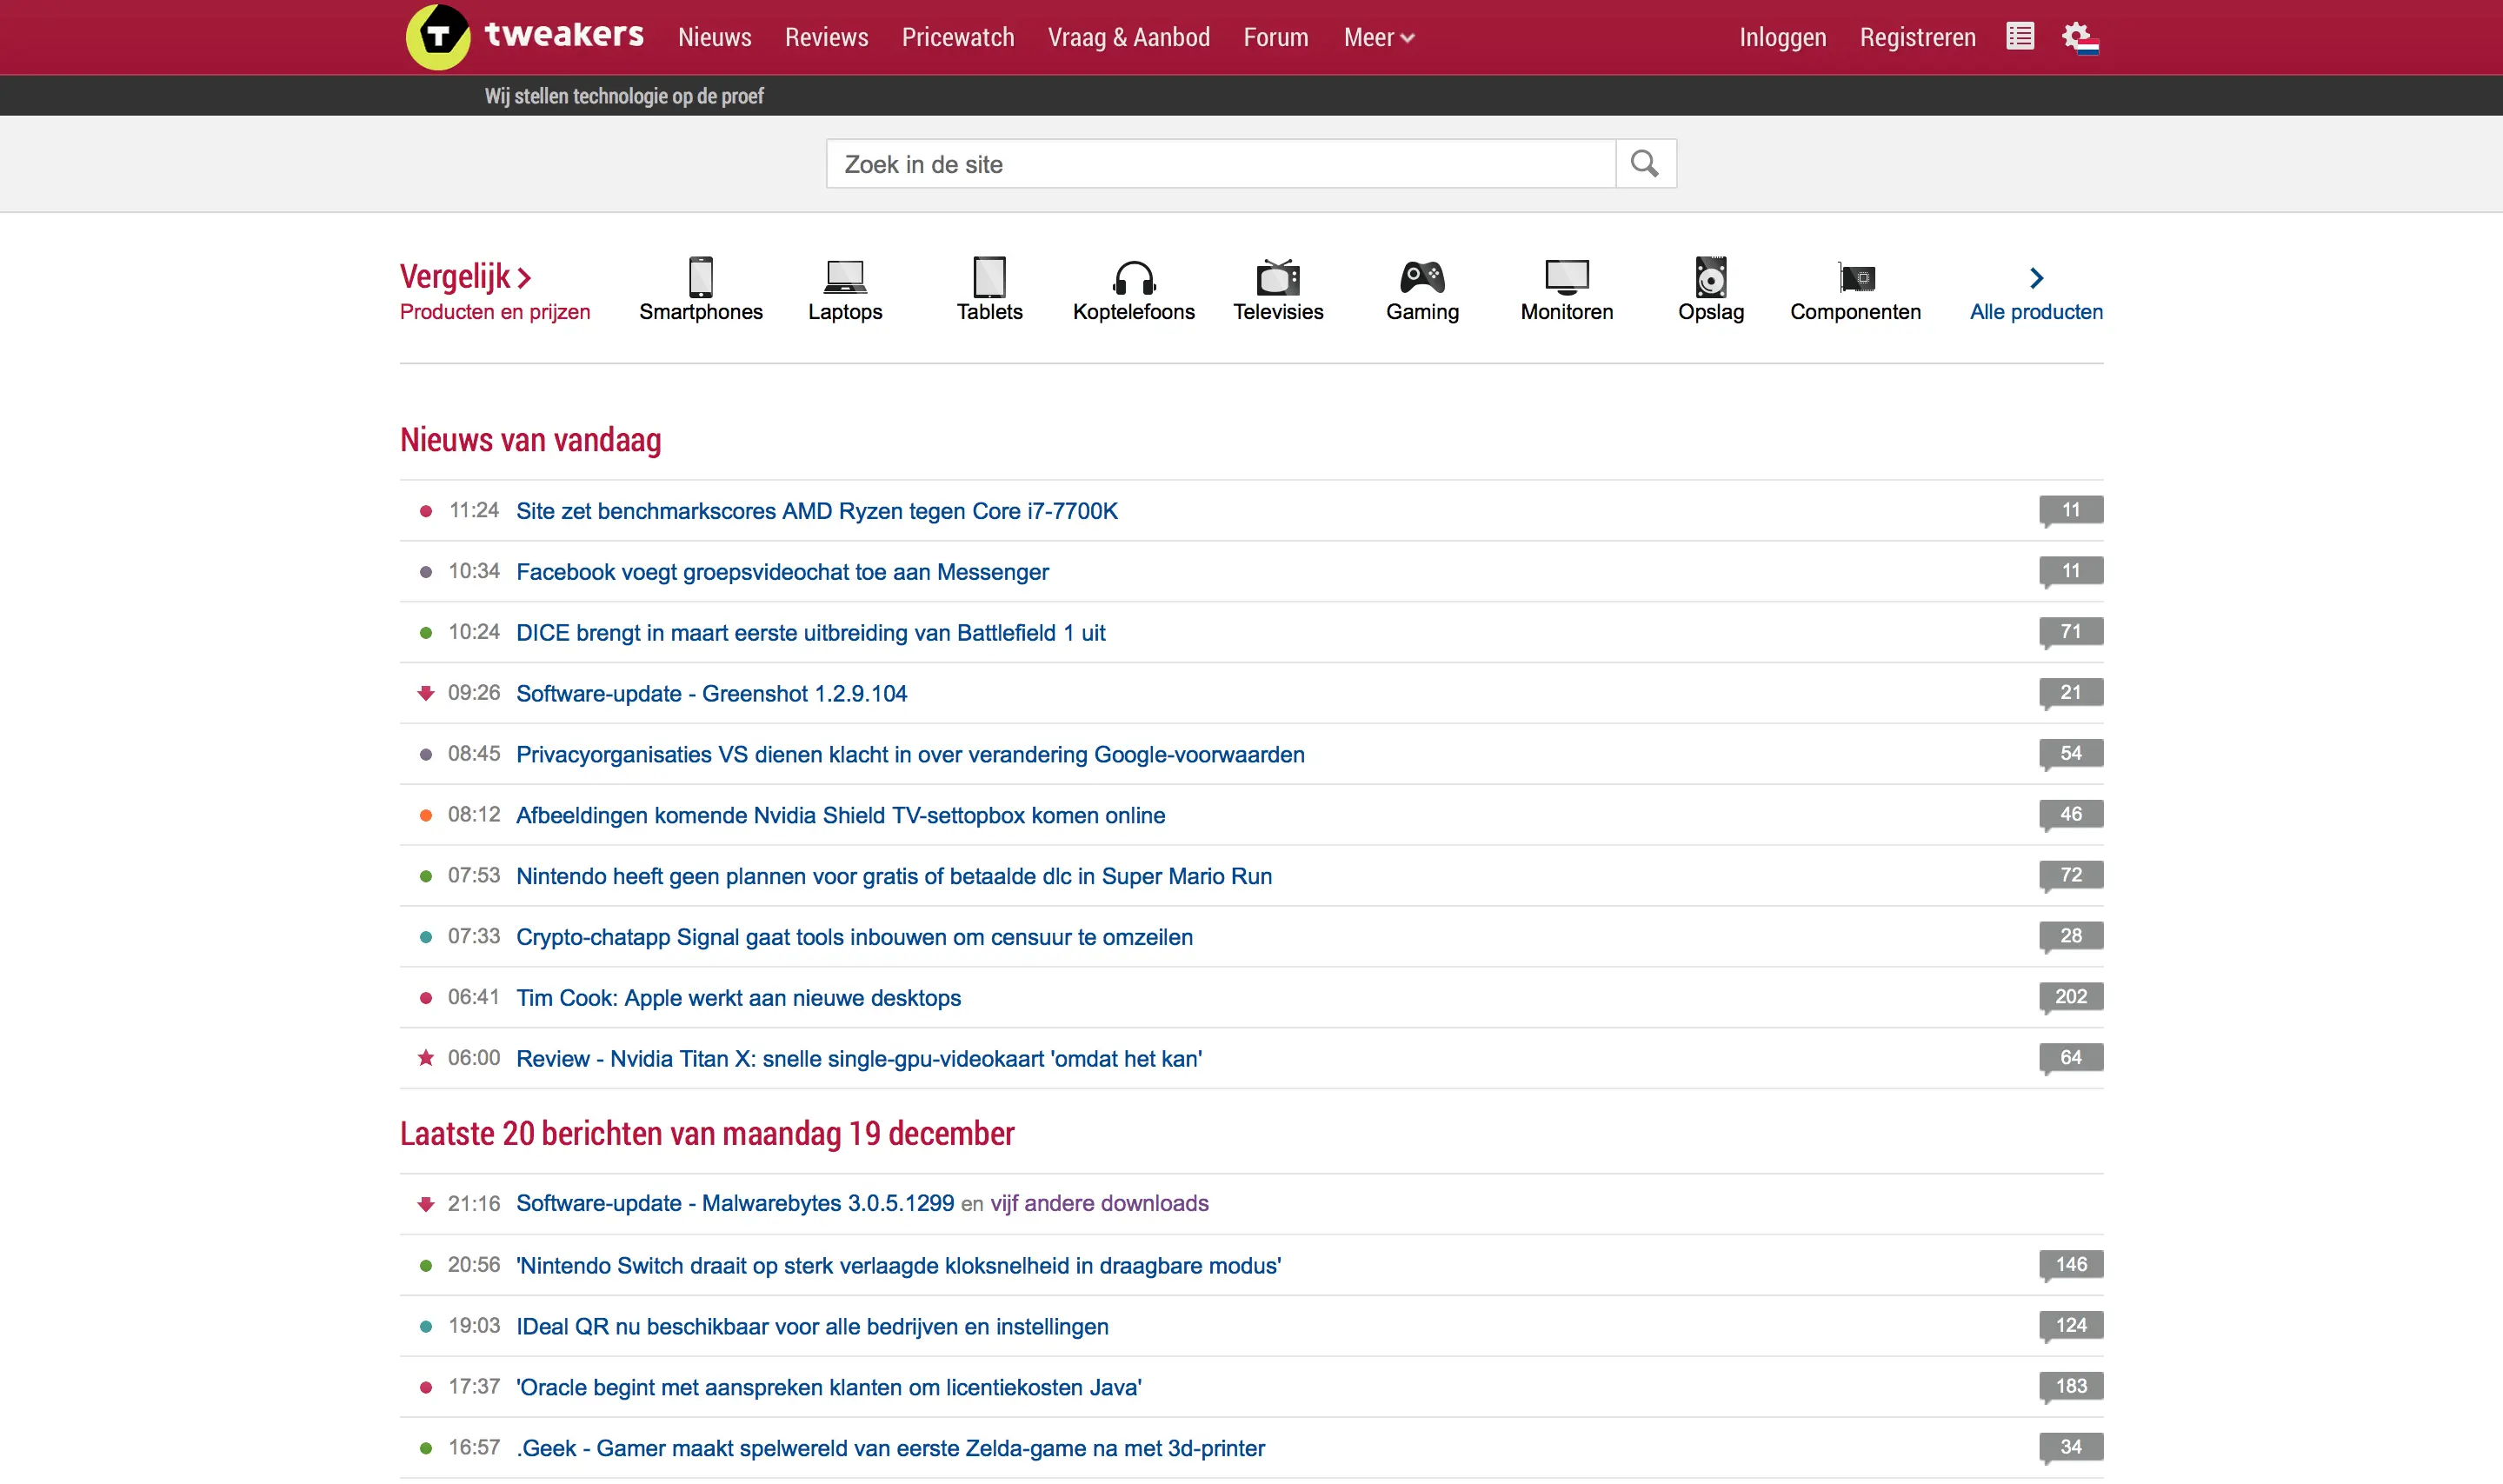 T tweakers Nieuws Reviews Pricewatch Vraag & Aanbod Forum Meer Inloggen Registreren
Wij stellen technologie op de proef
Zoek in de site
Vergelijk
Producten en prijzen Smartphones Laptops Tablets Koptelefoons Televisies Gaming Monitoren Opslag Componenten Alle producten
Nieuws van vandaag
11:24 Site zet benchmarkscores AMD Ryzen tegen Core i7-7700K 11
10:34 Facebook voegt groepsvideochat toe aan Messenger 11
10:24 DICE brengt in maart eerste uitbreiding van Battlefield 1 uit 71
09:26 Software-update - Greenshot 1.2.9.104 21
08:45 Privacyorganisaties VS dienen klacht in over verandering Google-voorwaarden 54
08:12 Afbeeldingen komende Nvidia Shield TV-settopbox komen online 46
07:53 Nintendo heeft geen plannen voor gratis of betaalde dlc in Super Mario Run 72
07:33 Crypto-chatapp Signal gaat tools inbouwen om censuur te omzeilen 28
06:41 Tim Cook: Apple werkt aan nieuwe desktops 202
06:00 Review - Nvidia Titan X: snelle single-gpu-videokaart 'omdat het kan' 64
Laatste 20 berichten van maandag 19 december
21:16 Software-update - Malwarebytes 3.0.5.1299 en vijf andere downloads
20:56 'Nintendo Switch draait op sterk verlaagde kloksnelheid in draagbare modus' 146
19:03 IDeal QR nu beschikbaar voor alle bedrijven en instellingen 124
17:37 'Oracle begint met aanspreken klanten om licentiekosten Java' 183
16:57 .Geek - Gamer maakt spelwereld van eerste Zelda-game na met 3d-printer 34